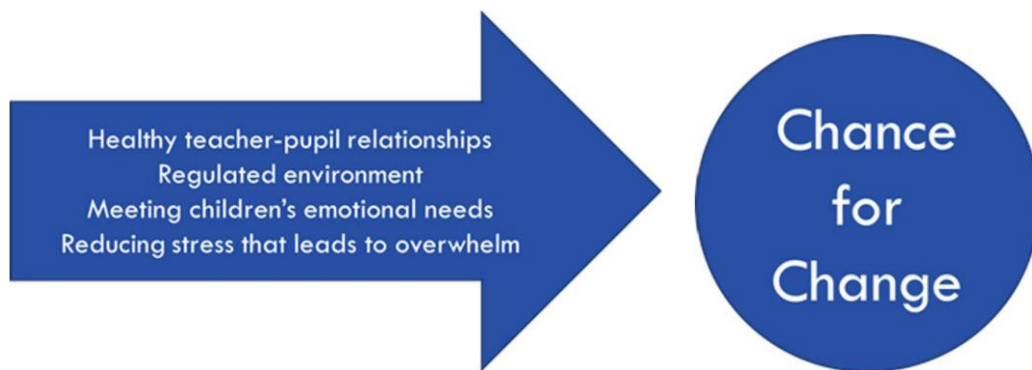 Healthy teacher-pupil relationships
Regulated environment
Meeting children’s emotional needs
Reducing stress that leads to overwhelm
Chance
for
Change